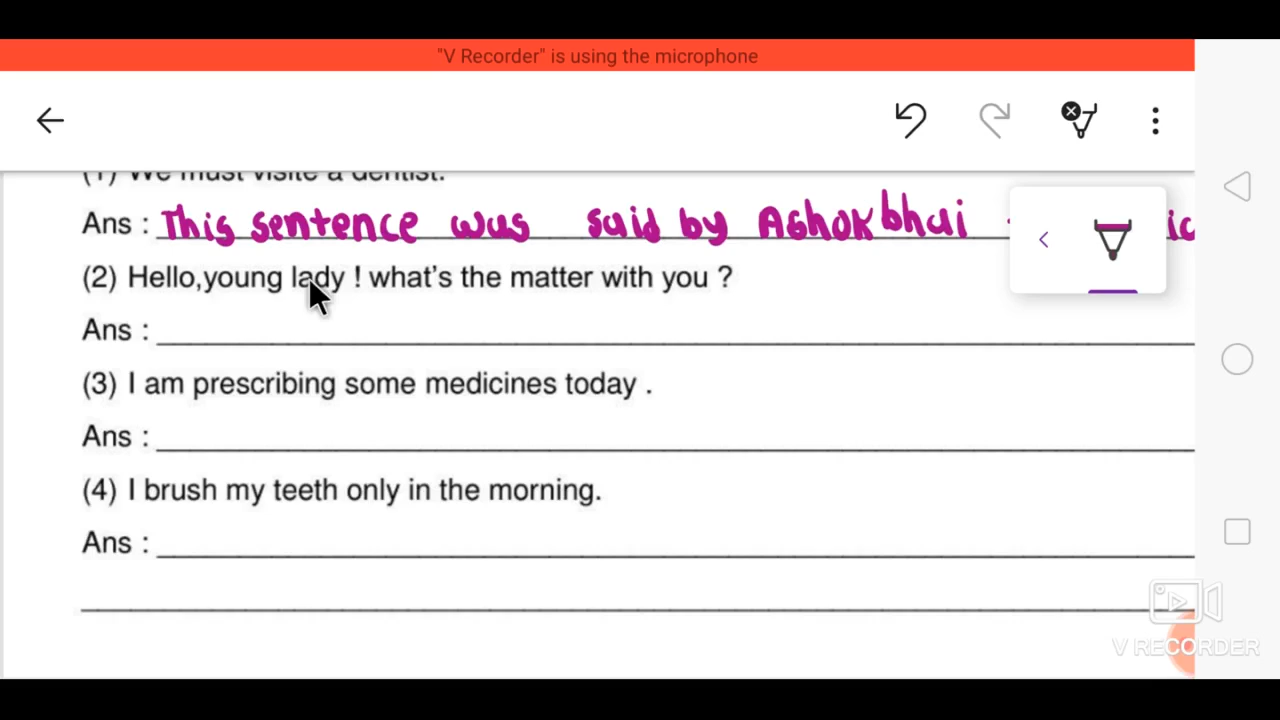 "V Recorder" is using the microphone
(1) We must visite a dentist.
Ans : This sentence was said by Ashokbhai
(2) Hello,young lady ! what's the matter with you ?
Ans :
(3) I am prescribing some medicines today .
Ans :
(4) I brush my teeth only in the morning.
Ans :
V RECORDER